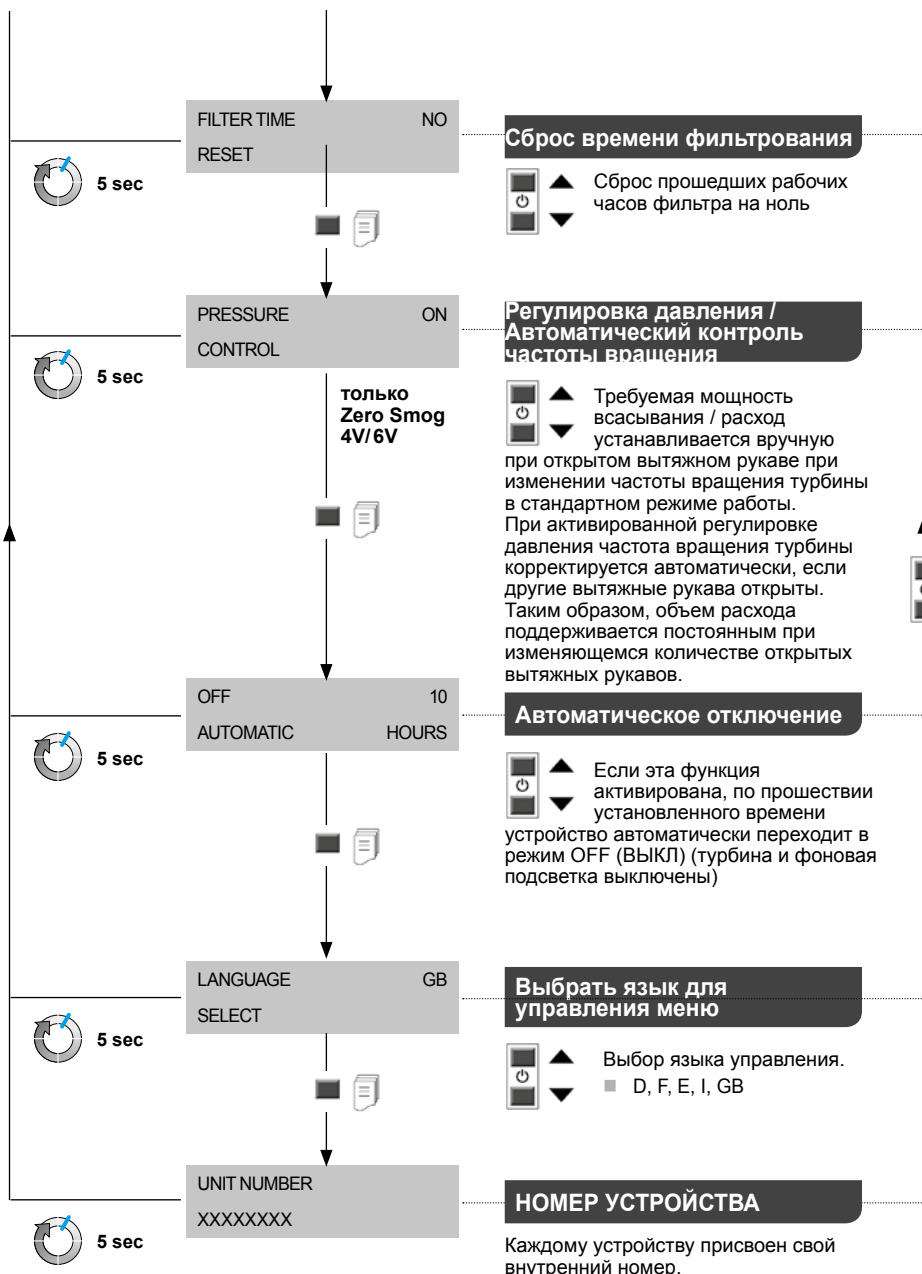 FILTER TIME NO
RESET
5 sec
Сброс времени фильтрования
Сброс прошедших рабочих
часов фильтра на ноль
PRESSURE ON
CONTROL
5 sec
только
Zero Smog
4V/6V
Регулировка давления /
Автоматический контроль
частоты вращения
Требуемая мощность
всасывания / расход
устанавливается вручную
при открытом вытяжном рукаве при
изменении частоты вращения турбины
в стандартном режиме работы.
При активированной регулировке
давления частота вращения турбины
корректируется автоматически, если
другие вытяжные рукава открыты.
Таким образом, объем расхода
поддерживается постоянным при
изменяющемся количестве открытых
вытяжных рукавов.
OFF 10
AUTOMATIC HOURS
5 sec
Автоматическое отключение
Если эта функция
активирована, по прошествии
установленного времени
устройство автоматически переходит в
режим OFF (ВЫКЛ) (турбина и фоновая
подсветка выключены)
LANGUAGE GB
SELECT
5 sec
Выбрать язык для
управления меню
Выбор языка управления.
D, F, E, I, GB
UNIT NUMBER
XXXXXXXX
5 sec
НОМЕР УСТРОЙСТВА
Каждому устройству присвоен свой
внутренний номер.